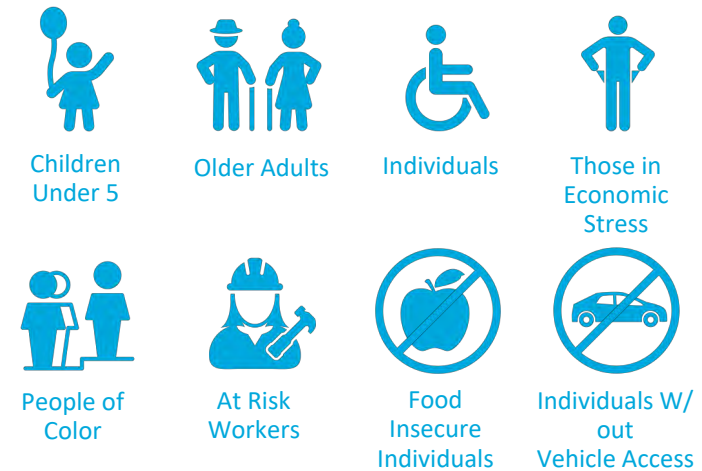 Children
Under 5
Older Adults
Individuals
Those in
Economic
Stress
People of
Color
At Risk
Workers
Food
Insecure
Individuals
Individuals W/
out
Vehicle Access